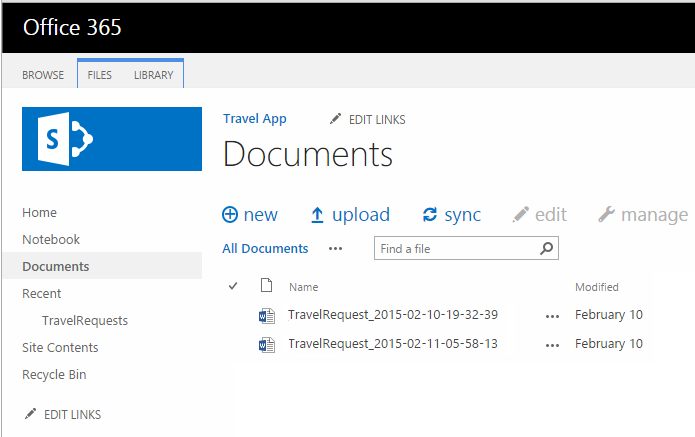 Office 365
BROWSE FILES LIBRARY
S
Travel App EDIT LINKS
Documents
new upload sync edit manage
All Documents ••• Find a file
Name Modified
TravelRequest_2015-02-10-19-32-39 ••• February 10
TravelRequest_2015-02-11-05-58-13 ••• February 10
Home
Notebook
Documents
Recent
TravelRequests
Site Contents
Recycle Bin
EDIT LINKS